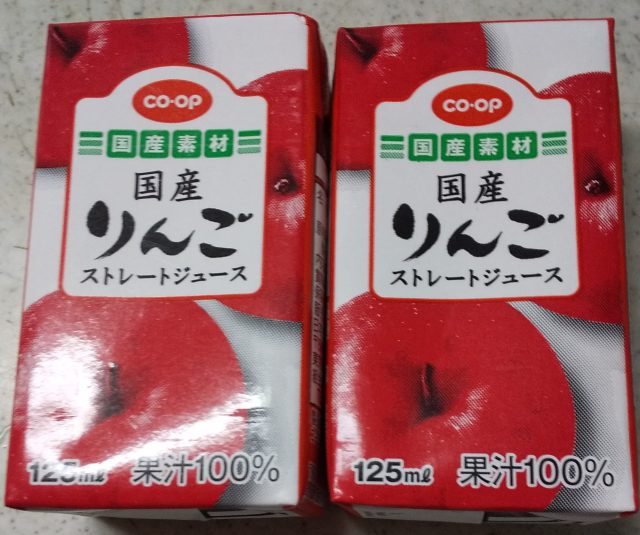 CO·OP
国産素材
国産
りんご
ストレートジュース
125mℓ 果汁100%
CO·OP
国産素材
国産
りんご
ストレートジュース
125mℓ 果汁100%